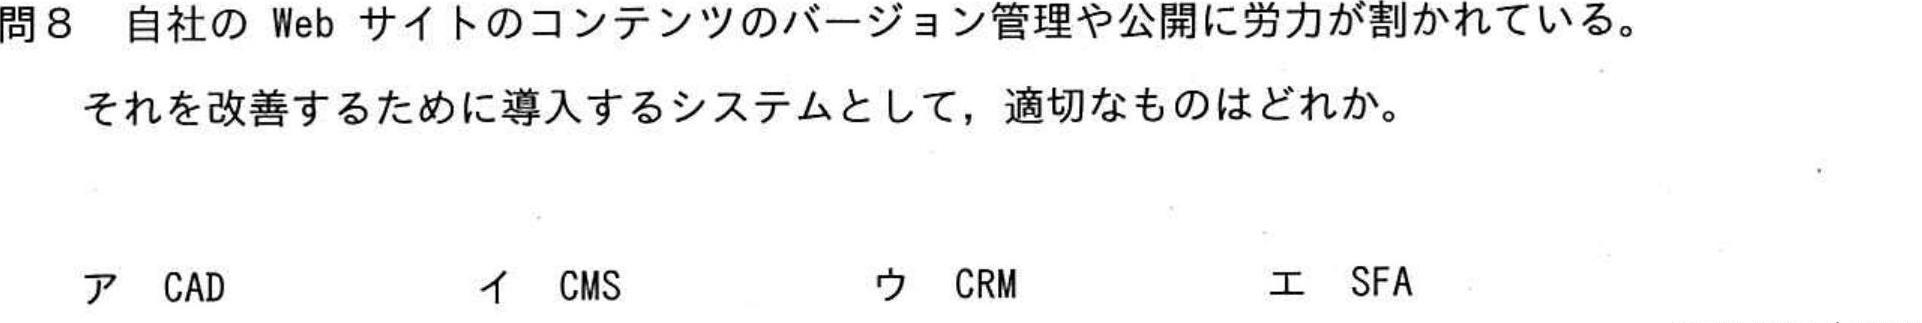 問８　自社の Web サイトのコンテンツのバージョン管理や公開に労力が割かれている。
それを改善するために導入するシステムとして，適切なものはどれか。
ア　CAD　　イ　CMS　　ウ　CRM　　エ　SFA